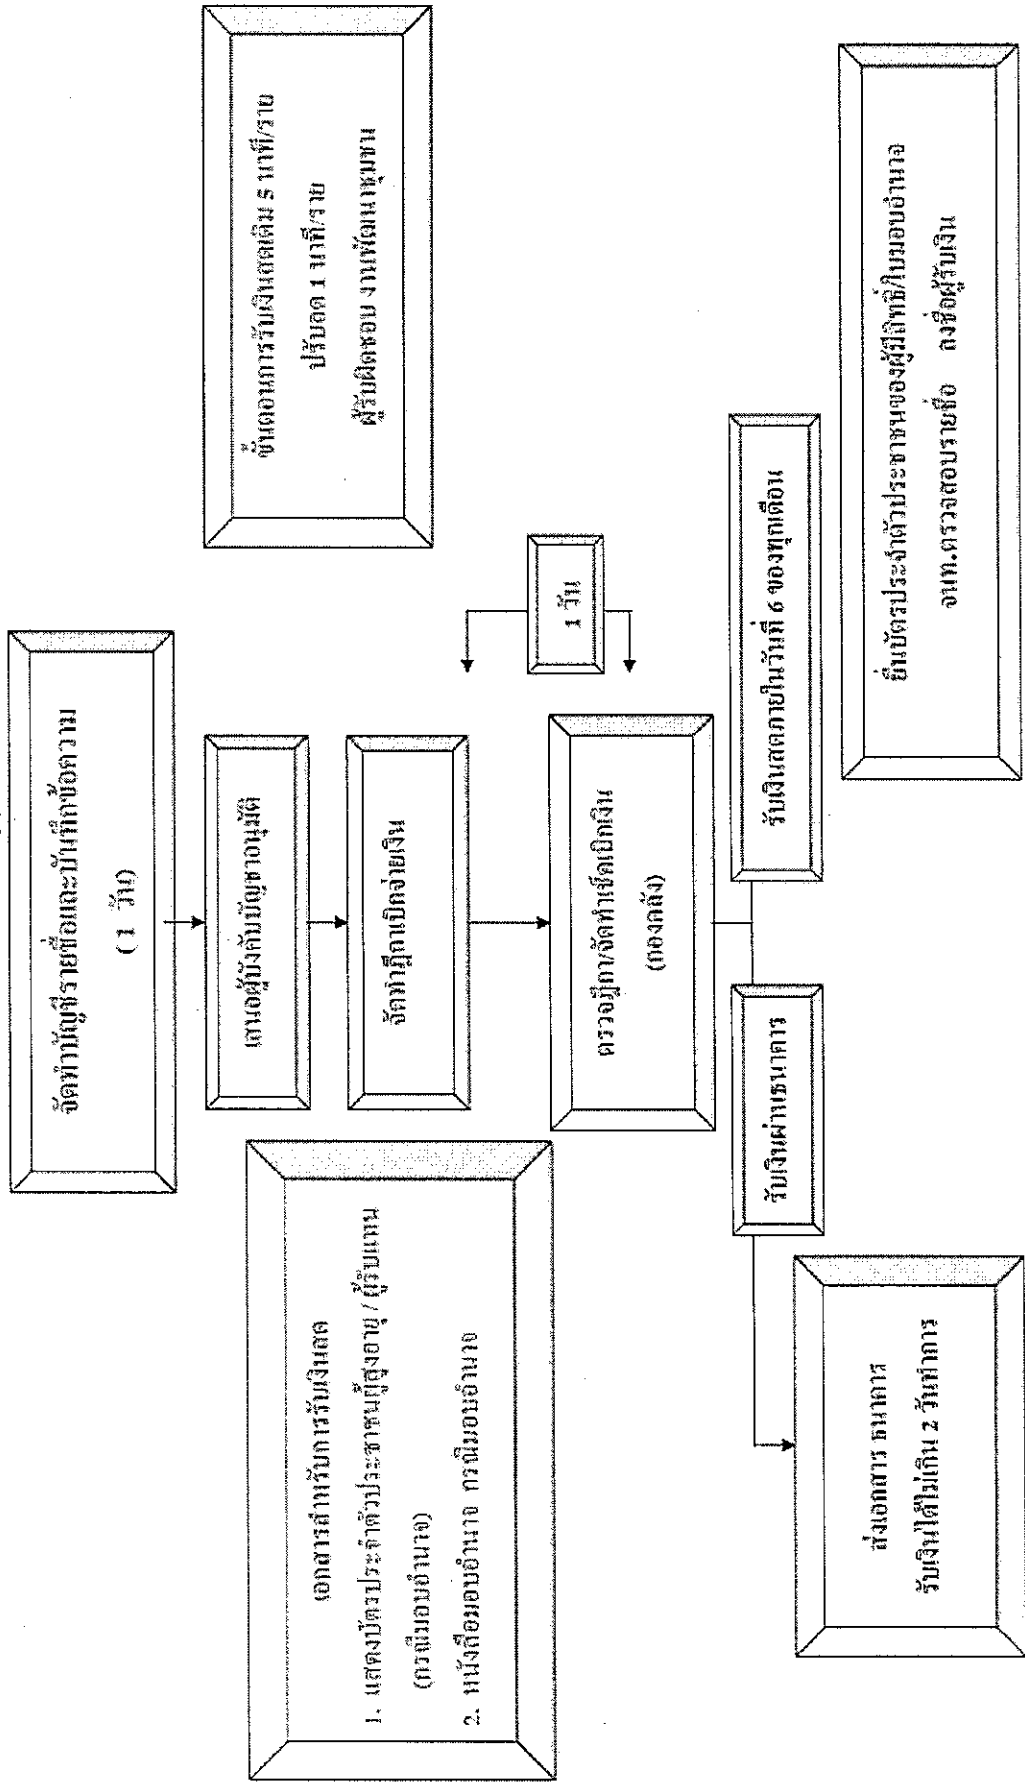 จัดทำบัญชีรายชื่อและบันทึกข้อความ
( 1 วัน)
เสนอผู้บังคับบัญชาอนุมัติ
จัดทำฎีกาเบิกจ่ายเงิน
1 วัน
ตรวจฎีกา/จัดทำเช็คเบิกเงิน
(กองคลัง)
ขั้นตอนการรับเงินสดเดิม 5 นาที/ราย
ปรับลด 1 นาที/ราย
ผู้รับผิดชอบ งานพัฒนาชุมชน
เอกสารสำหรับการรับเงินสด
1. แสดงบัตรประจำตัวประชาชนผู้สูงอายุ / ผู้รับแทน
(กรณีมอบอำนาจ)
2. หนังสือมอบอำนาจ กรณีมอบอำนาจ
รับเงินผ่านธนาคาร
รับเงินสดภายในวันที่ 6 ของทุกเดือน
ส่งเอกสาร ธนาคาร
รับเงินได้ไม่เกิน 2 วันทำการ
ยื่นบัตรประจำตัวประชาชนของผู้มีสิทธิ์/ใบมอบอำนาจ
จนท.ตรวจสอบรายชื่อ ลงชื่อผู้รับเงิน